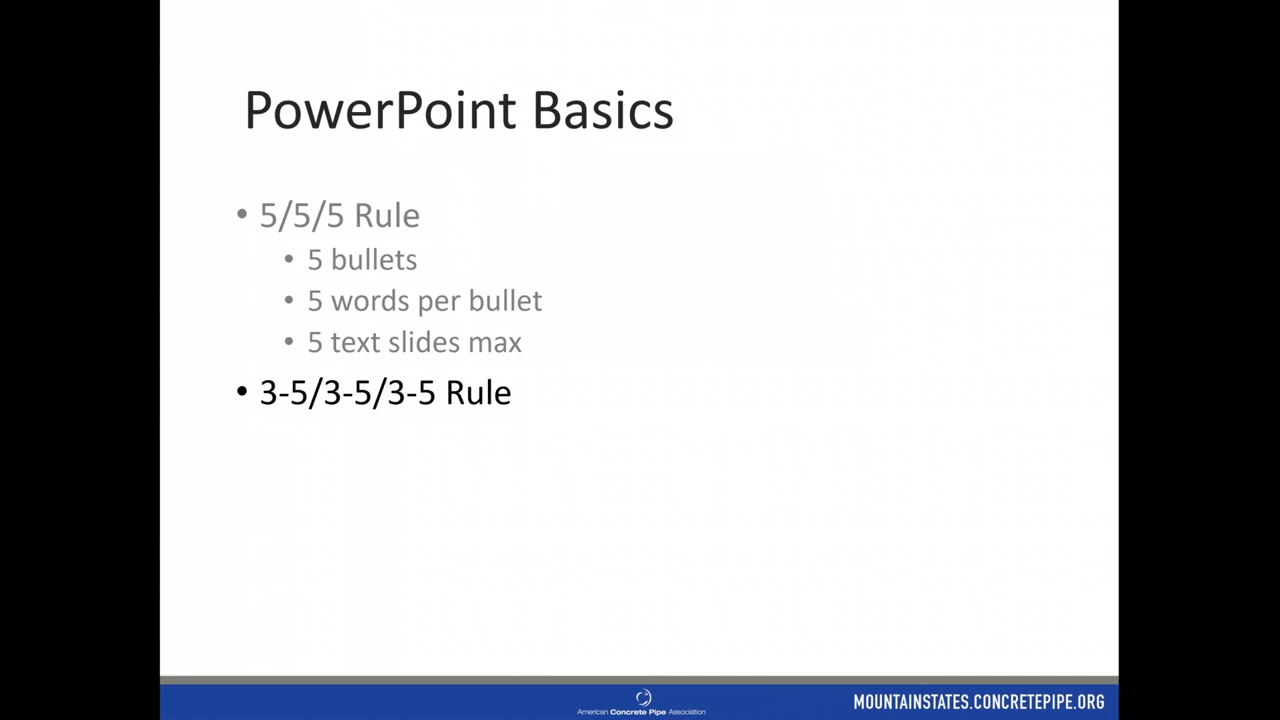 PowerPoint Basics
• 5/5/5 Rule
• 5 bullets
• 5 words per bullet
• 5 text slides max
• 3-5/3-5/3-5 Rule
American Concrete Pipe Association
MOUNTAINSTATES.CONCRETEPIPE.ORG